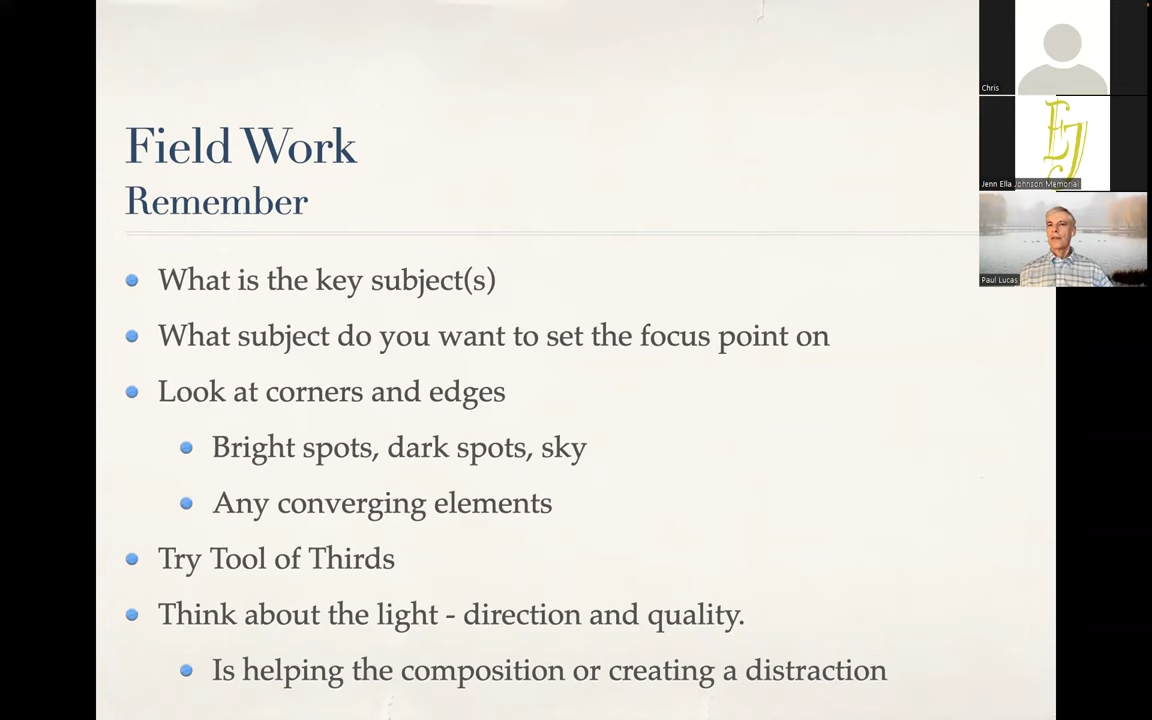 Field Work
Remember
What is the key subject(s)
What subject do you want to set the focus point on
Look at corners and edges
Bright spots, dark spots, sky
Any converging elements
Try Tool of Thirds
Think about the light - direction and quality.
Is helping the composition or creating a distraction
Chris
EJ
Jenn Ella Johnson Memorial
Paul Lucas